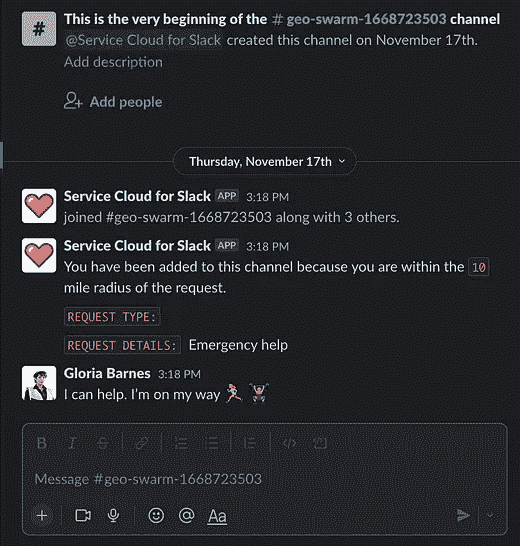 This is the very beginning of the # geo-swarm-1668723503 channel
@Service Cloud for Slack created this channel on November 17th.
Add description
Add people
Thursday, November 17th
Service Cloud for Slack APP 3:18 PM
joined #geo-swarm-1668723503 along with 3 others.
Service Cloud for Slack APP 3:18 PM
You have been added to this channel because you are within the 10
mile radius of the request.
REQUEST TYPE:
REQUEST DETAILS: Emergency help
Gloria Barnes 3:18 PM
I can help. I'm on my way
B I S
Message #geo-swarm-1668723503
+ @ Aa